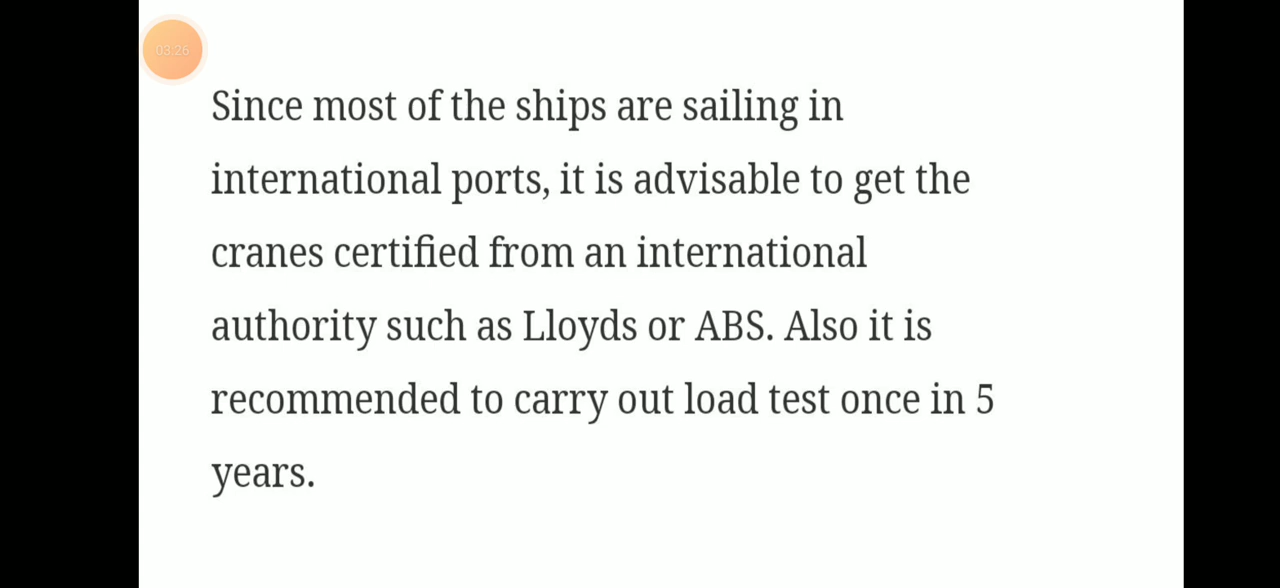 03:26
Since most of the ships are sailing in
international ports, it is advisable to get the
cranes certified from an international
authority such as Lloyds or ABS. Also it is
recommended to carry out load test once in 5
years.